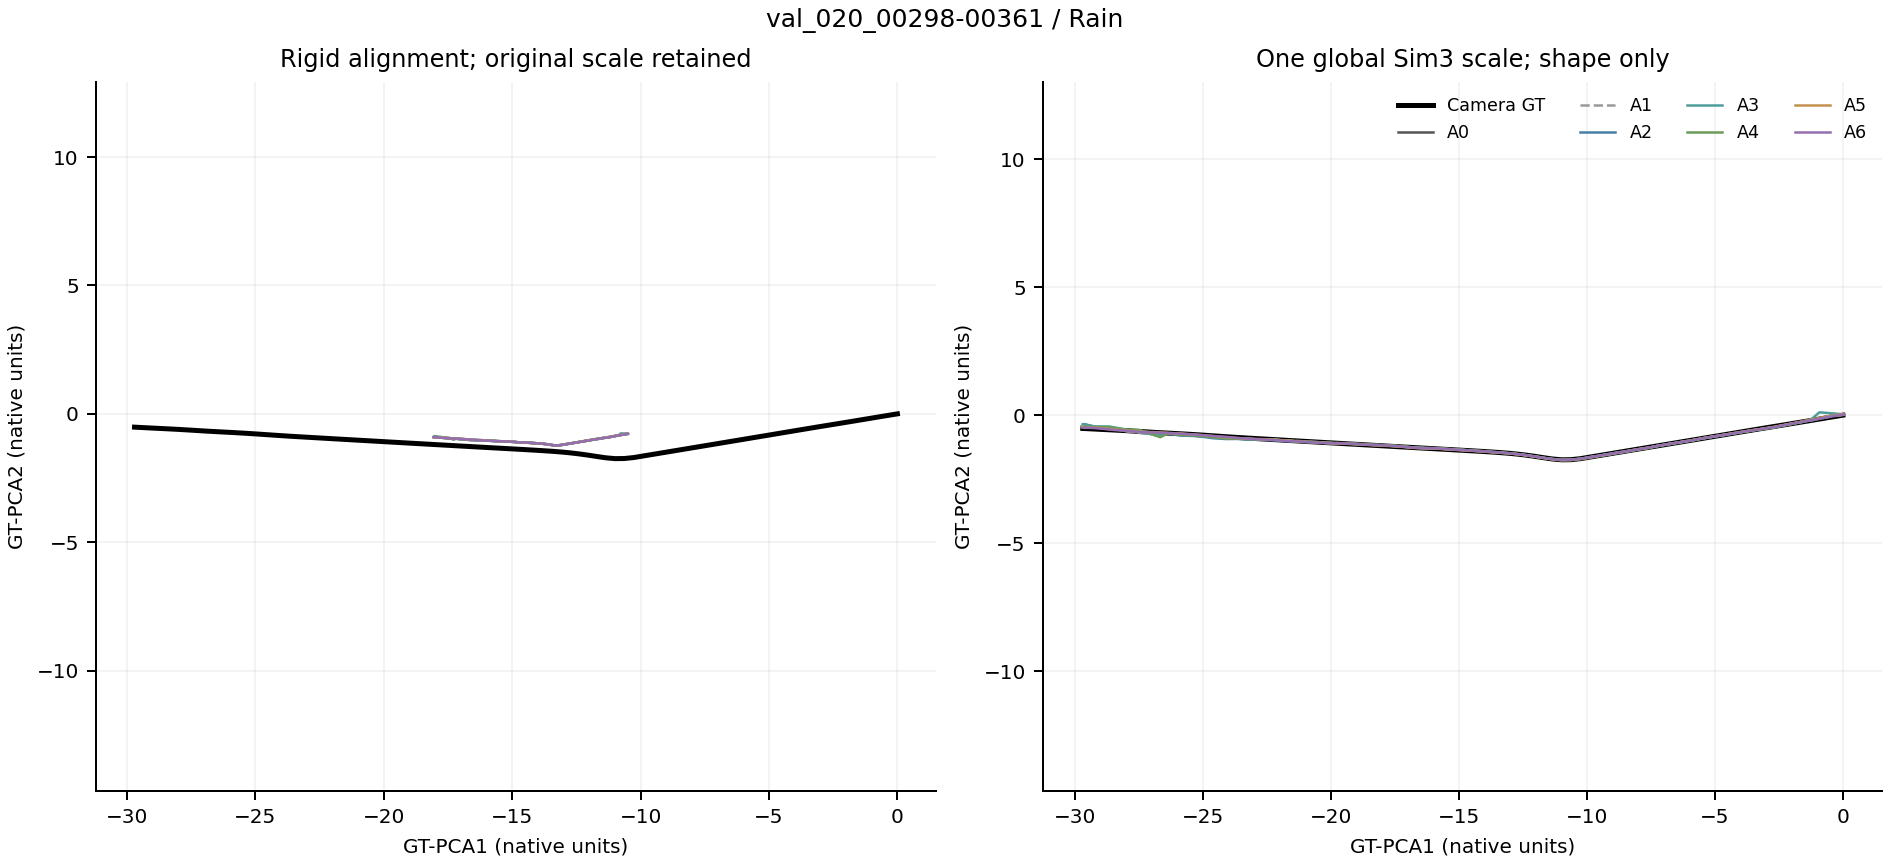 val_020_00298-00361 / Rain
Rigid alignment; original scale retained
10
5
0
−5
−10
−30
−25
−20
−15
−10
−5
0
GT-PCA1 (native units)
GT-PCA2 (native units)
One global Sim3 scale; shape only
Camera GT
A0
A1
A2
A3
A4
A5
A6
10
5
0
−5
−10
−30
−25
−20
−15
−10
−5
0
GT-PCA1 (native units)
GT-PCA2 (native units)